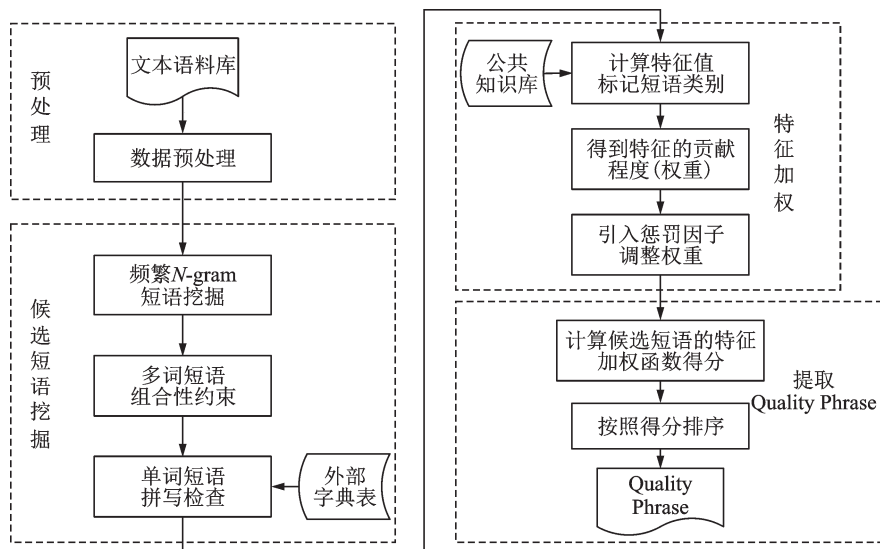 预处理
文本语料库
数据预处理
候选短语挖掘
频繁N-gram
短语挖掘
多词短语
组合性约束
单词短语
拼写检查
外部
字典表
公共
知识库
计算特征值
标记短语类别
特征加权
得到特征的贡献
程度(权重)
引入惩罚因子
调整权重
计算候选短语的特征
加权函数得分
提取
Quality Phrase
按照得分排序
Quality
Phrase